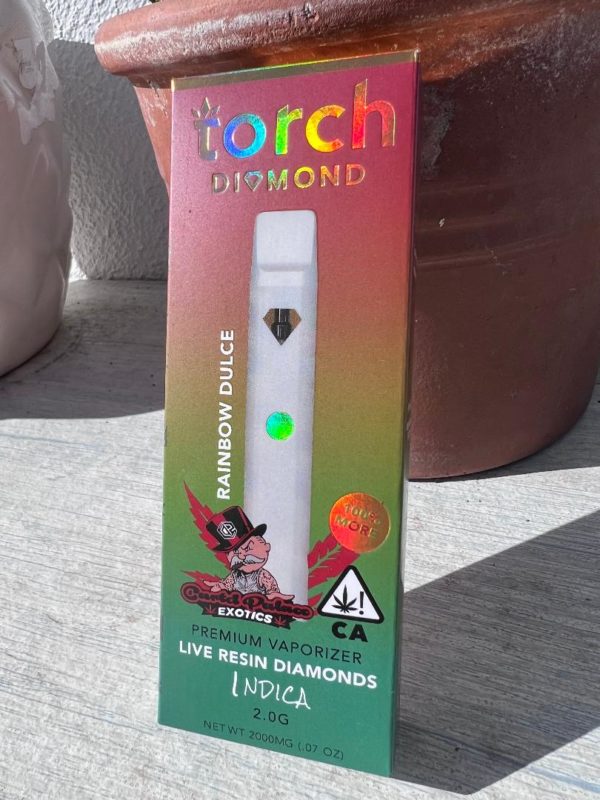 torch
DIAMOND
RAINBOW DULCE
100%
MORE
EXOTICS
CA
PREMIUM VAPORIZER
LIVE RESIN DIAMONDS
INDICA
2.0G
NET WT 2000MG (.07 OZ)